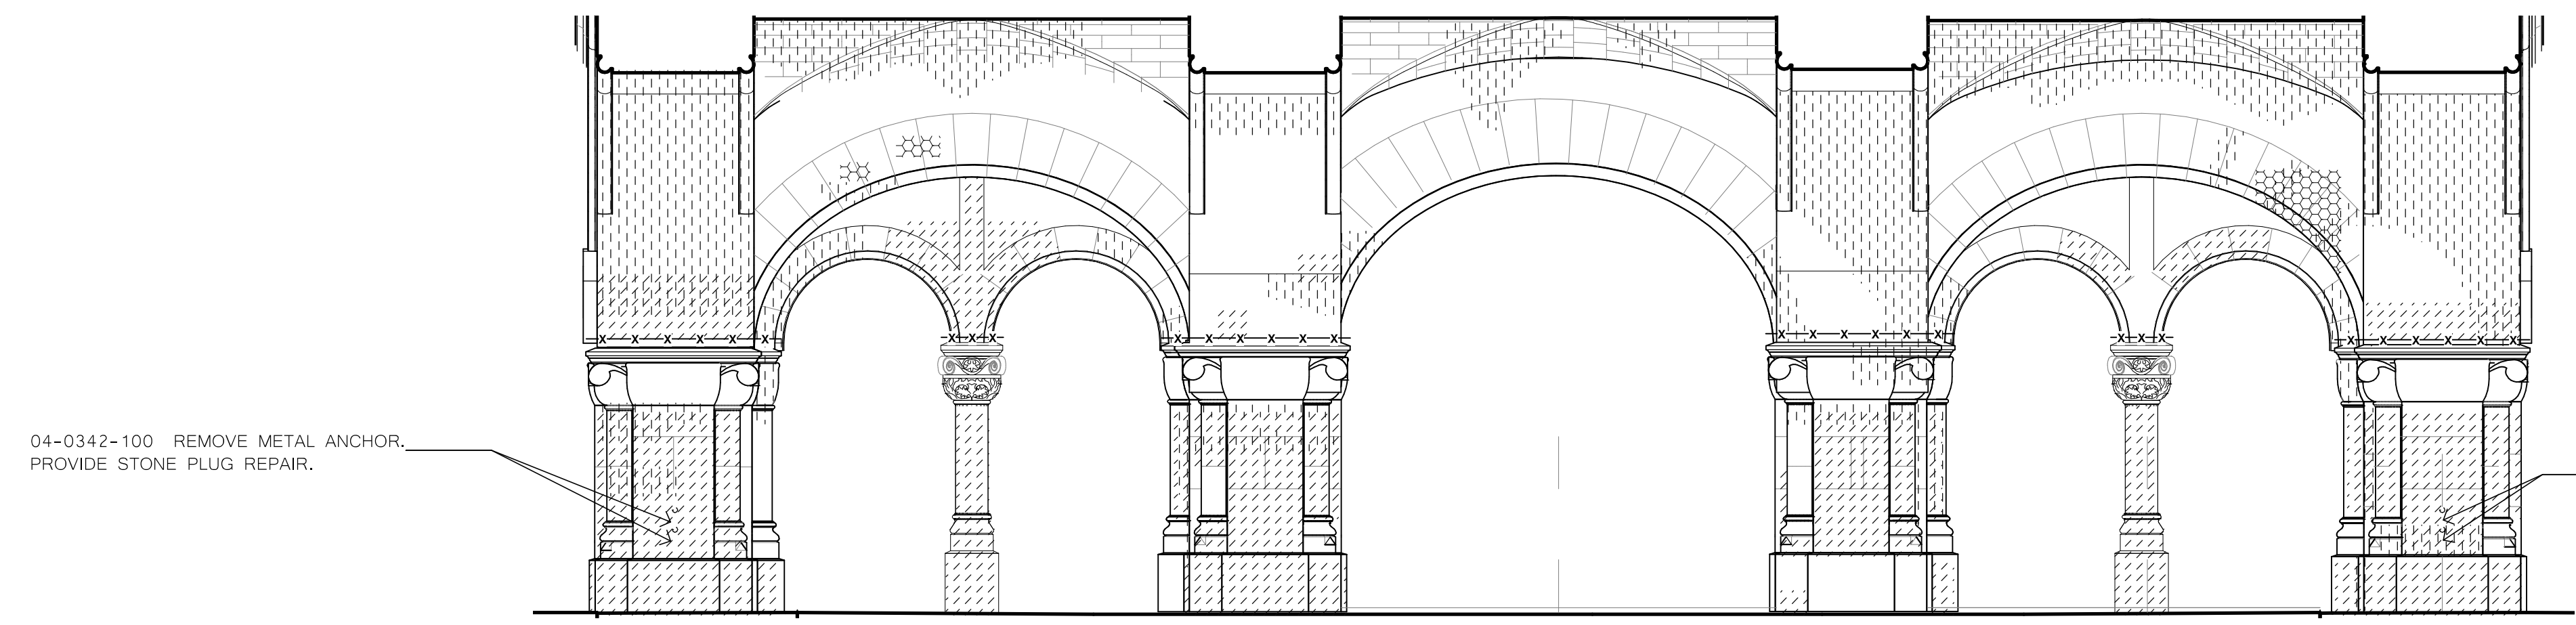 04-0342-100 REMOVE METAL ANCHOR.
PROVIDE STONE PLUG REPAIR.